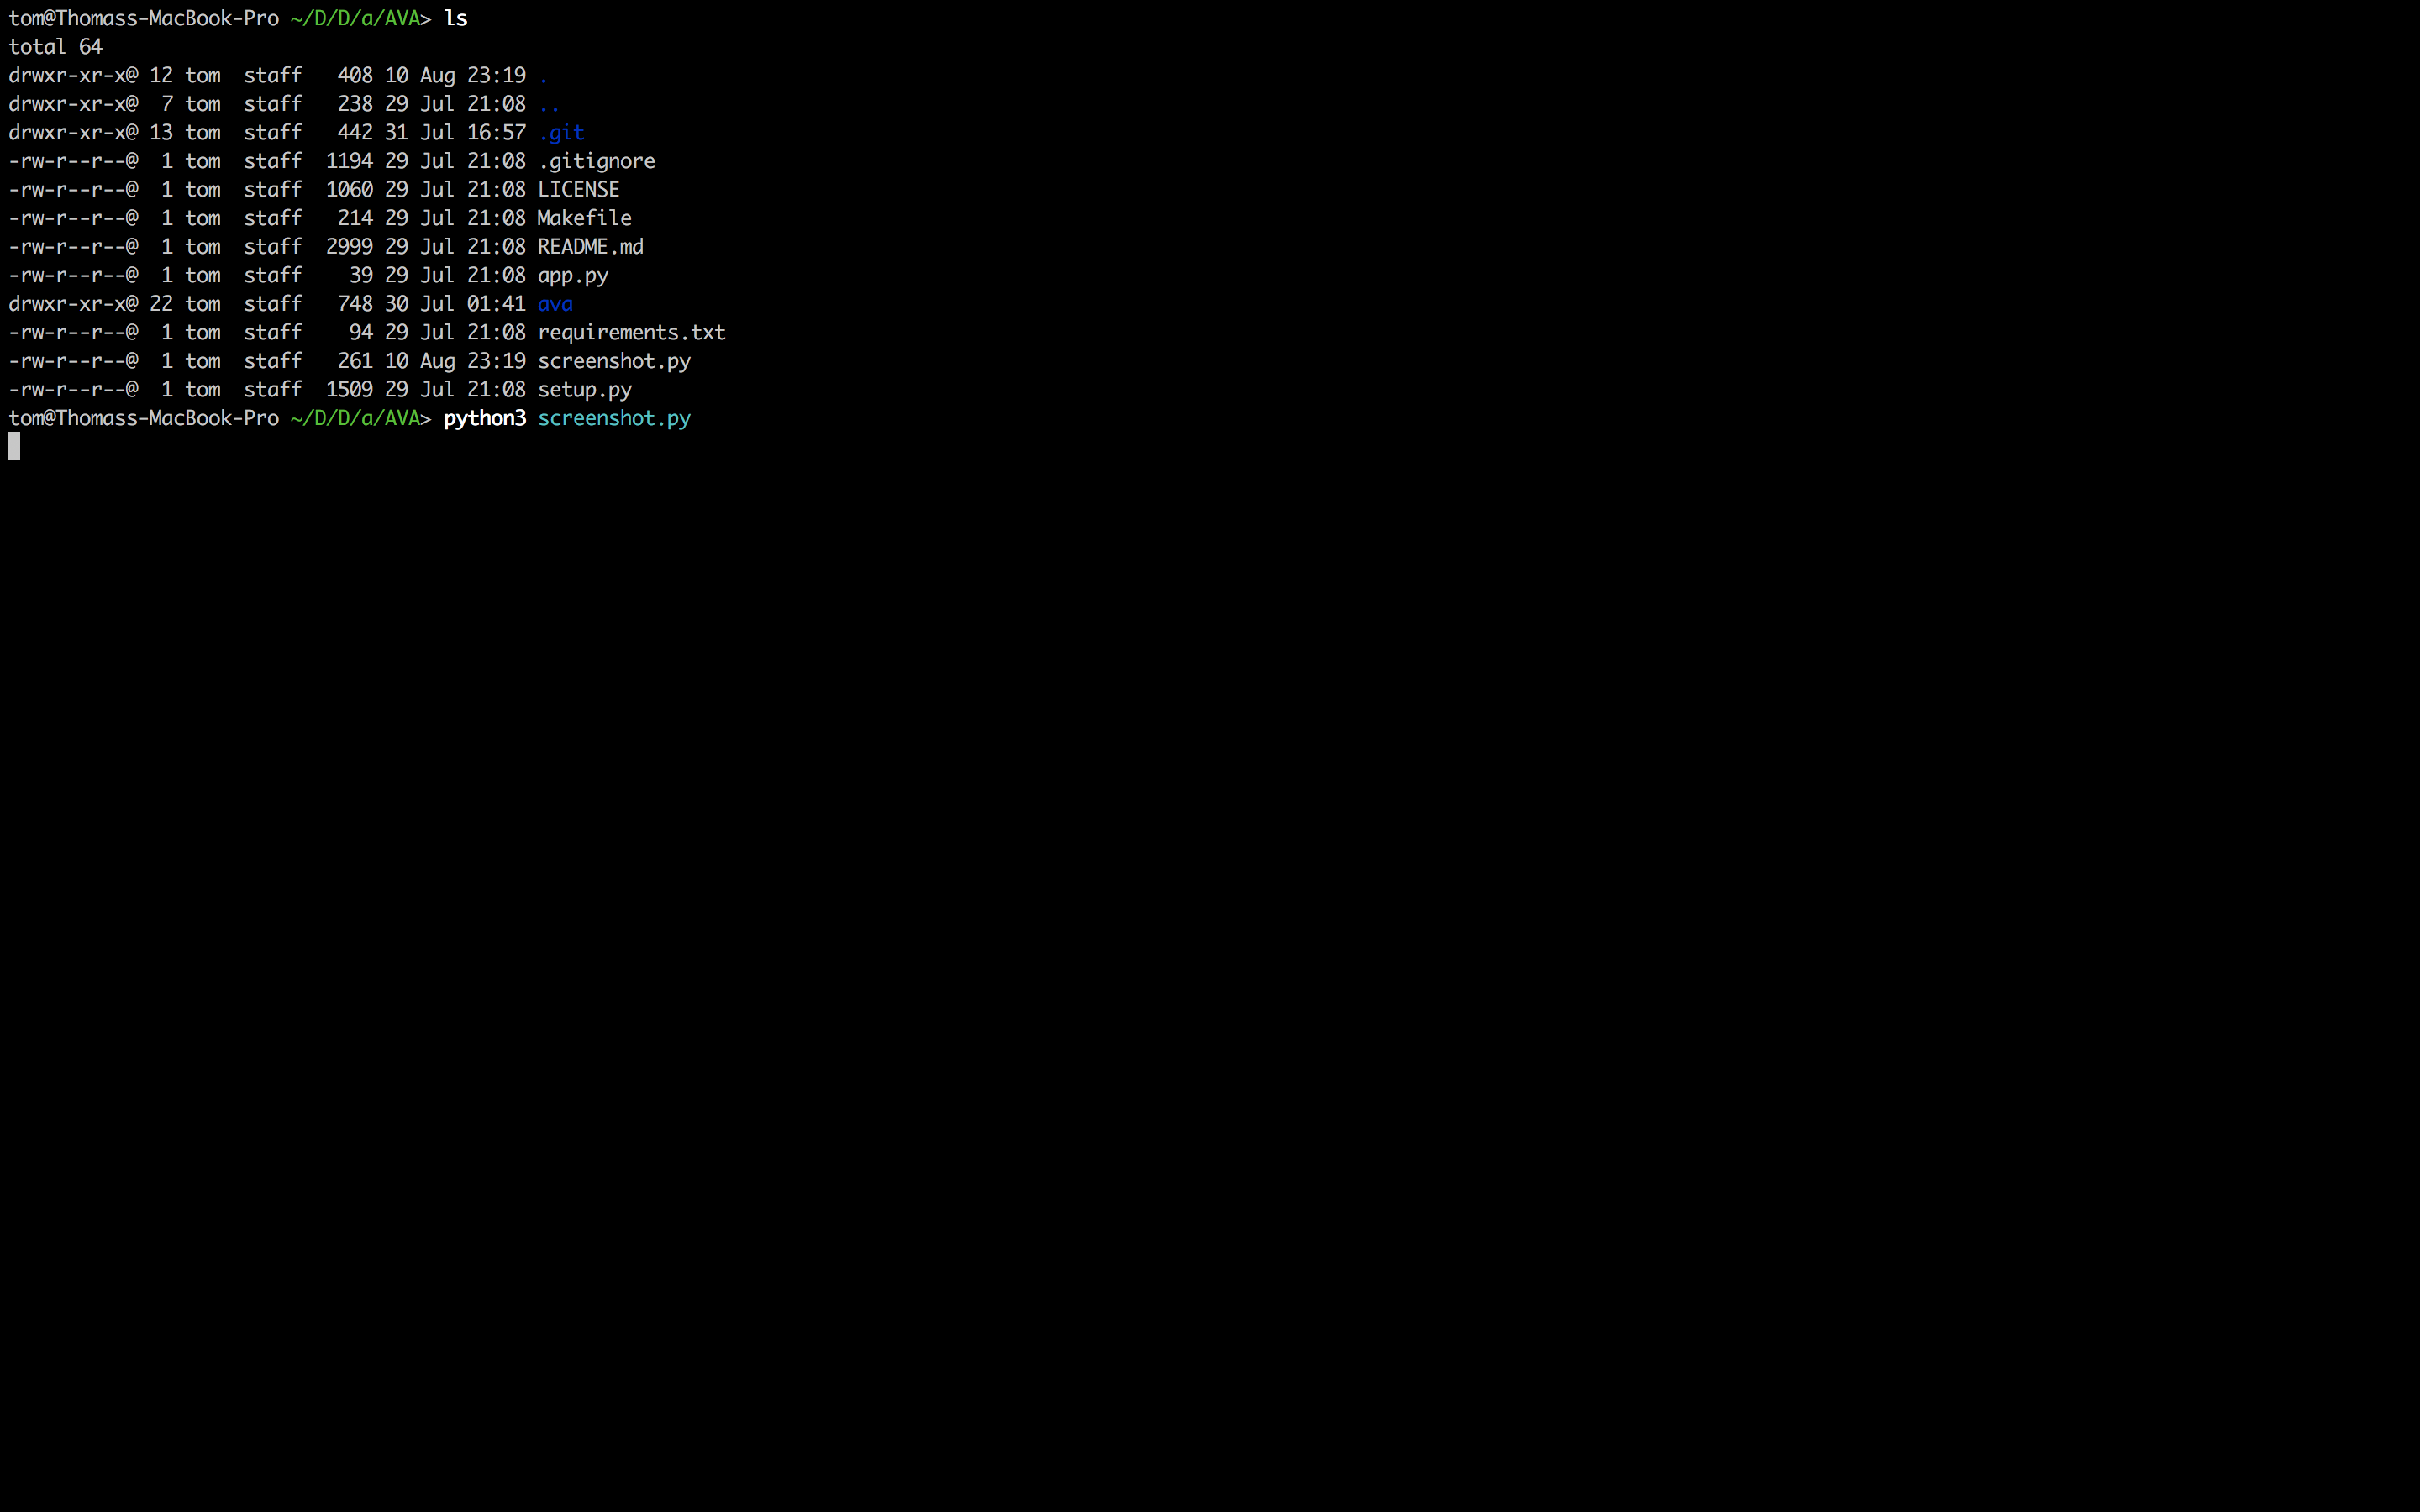 tom@Thomass-MacBook-Pro ~/D/D/a/AVA> ls
total 64
drwxr-xr-x@ 12 tom  staff   408 10 Aug 23:19 .
drwxr-xr-x@  7 tom  staff   238 29 Jul 21:08 ..
drwxr-xr-x@ 13 tom  staff   442 31 Jul 16:57 .git
-rw-r--r--@  1 tom  staff  1194 29 Jul 21:08 .gitignore
-rw-r--r--@  1 tom  staff  1060 29 Jul 21:08 LICENSE
-rw-r--r--@  1 tom  staff   214 29 Jul 21:08 Makefile
-rw-r--r--@  1 tom  staff  2999 29 Jul 21:08 README.md
-rw-r--r--@  1 tom  staff    39 29 Jul 21:08 app.py
drwxr-xr-x@ 22 tom  staff   748 30 Jul 01:41 ava
-rw-r--r--@  1 tom  staff    94 29 Jul 21:08 requirements.txt
-rw-r--r--@  1 tom  staff   261 10 Aug 23:19 screenshot.py
-rw-r--r--@  1 tom  staff  1509 29 Jul 21:08 setup.py
tom@Thomass-MacBook-Pro ~/D/D/a/AVA> python3 screenshot.py